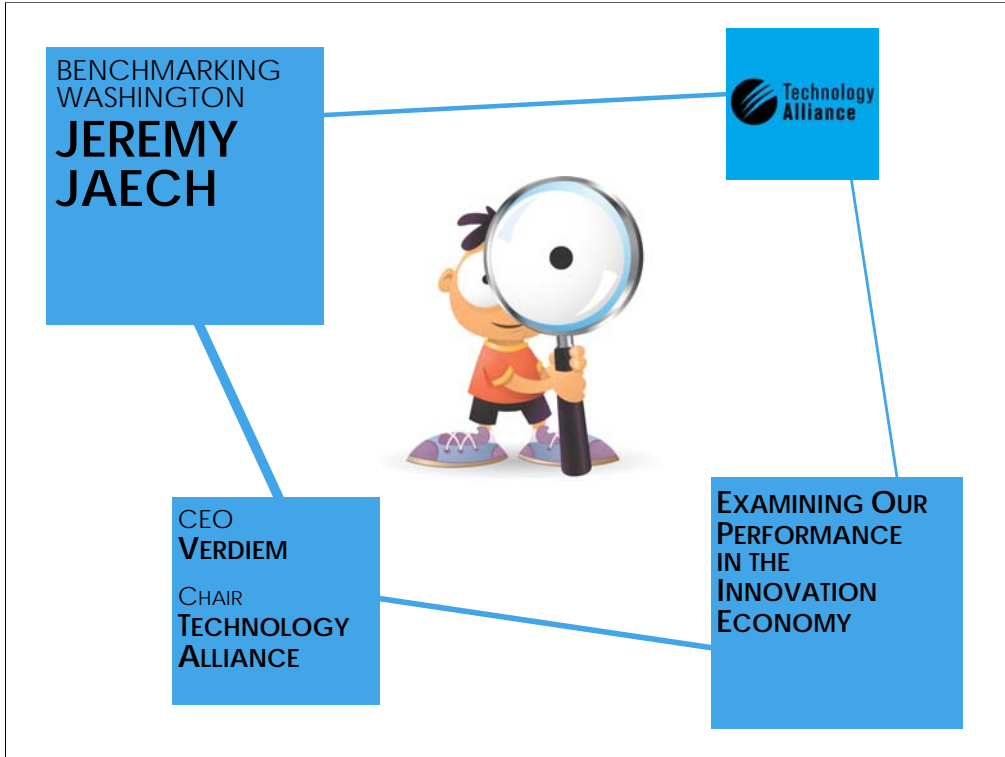 BENCHMARKING
WASHINGTON
JEREMY
JAECH
Technology
Alliance
CEO
VERDIEM
CHAIR
TECHNOLOGY
ALLIANCE
EXAMINING OUR
PERFORMANCE
IN THE
INNOVATION
ECONOMY